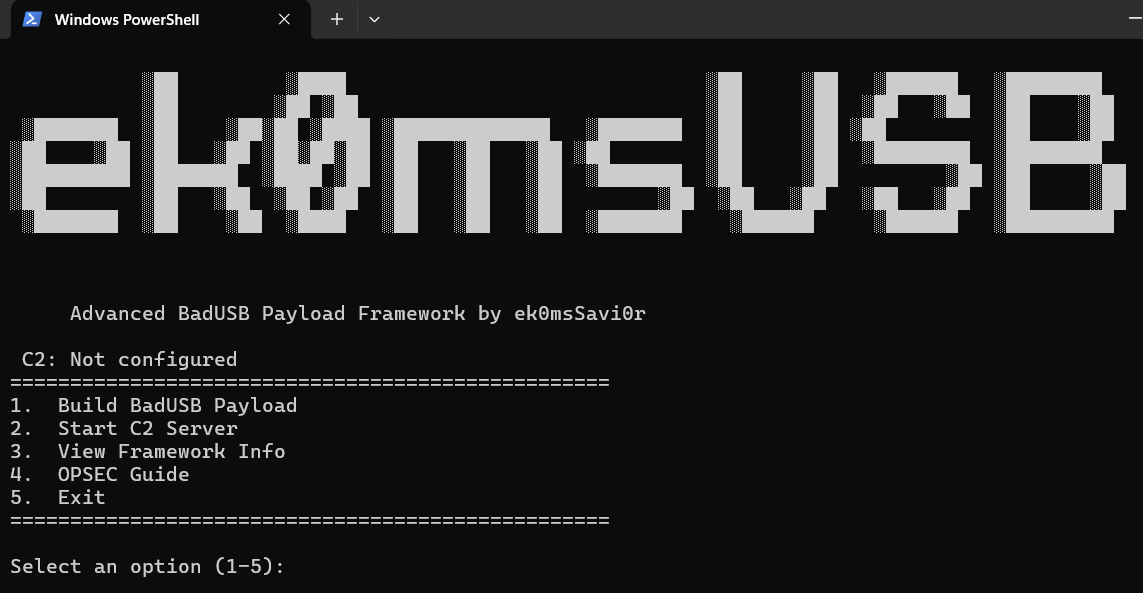 Windows PowerShell
ek0msUSB
Advanced BadUSB Payload Framework by ek0msSavi0r
C2: Not configured
==================================================
1.  Build BadUSB Payload
2.  Start C2 Server
3.  View Framework Info
4.  OPSEC Guide
5.  Exit
==================================================
Select an option (1-5):